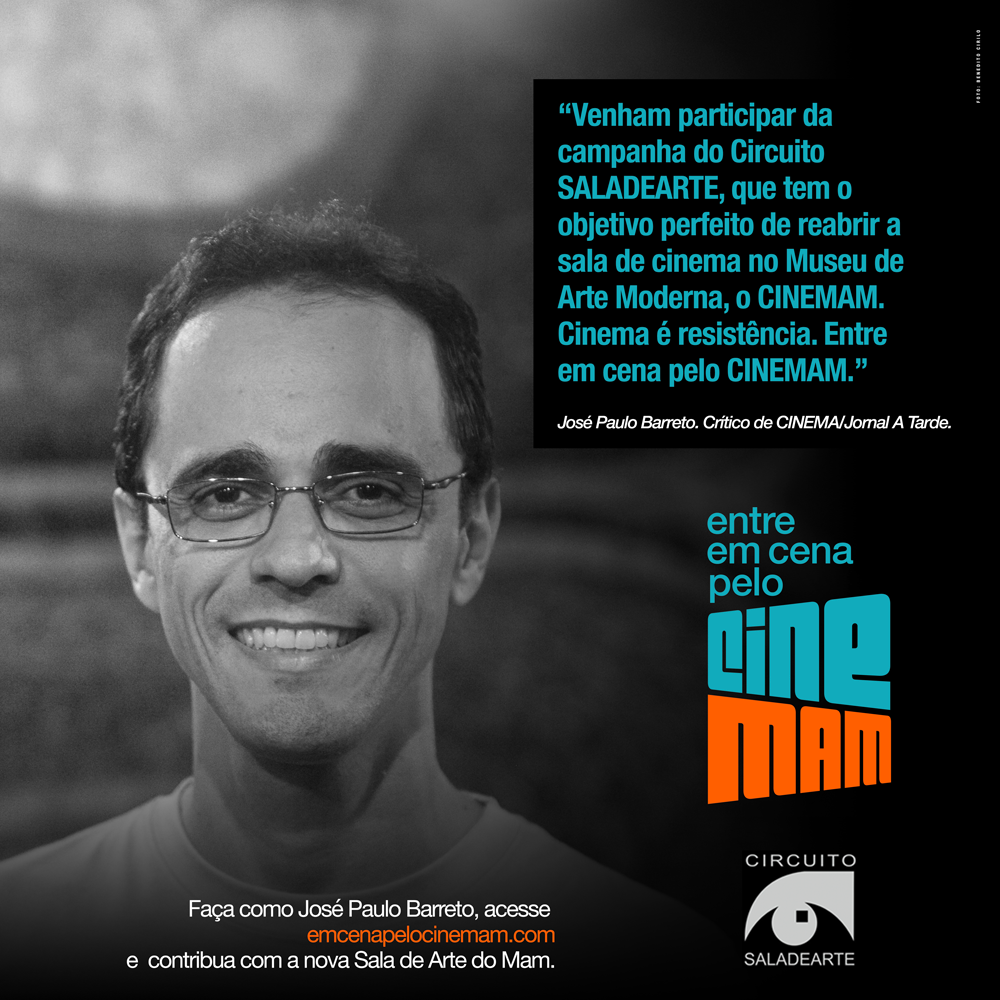 FOTO: BENEDITO CIRILO
“Venham participar da
campanha do Circuito
SALADEARTE, que tem o
objetivo perfeito de reabrir a
sala de cinema no Museu de
Arte Moderna, o CINEMAM.
Cinema é resistência. Entre
em cena pelo CINEMAM.”
José Paulo Barreto. Crítico de CINEMA/Jornal A Tarde.
entre
em cena
pelo
cine
MAM
CIRCUITO
SALADEARTE
Faça como José Paulo Barreto, acesse
emcenapelocinemam.com
e contribua com a nova Sala de Arte do Mam.